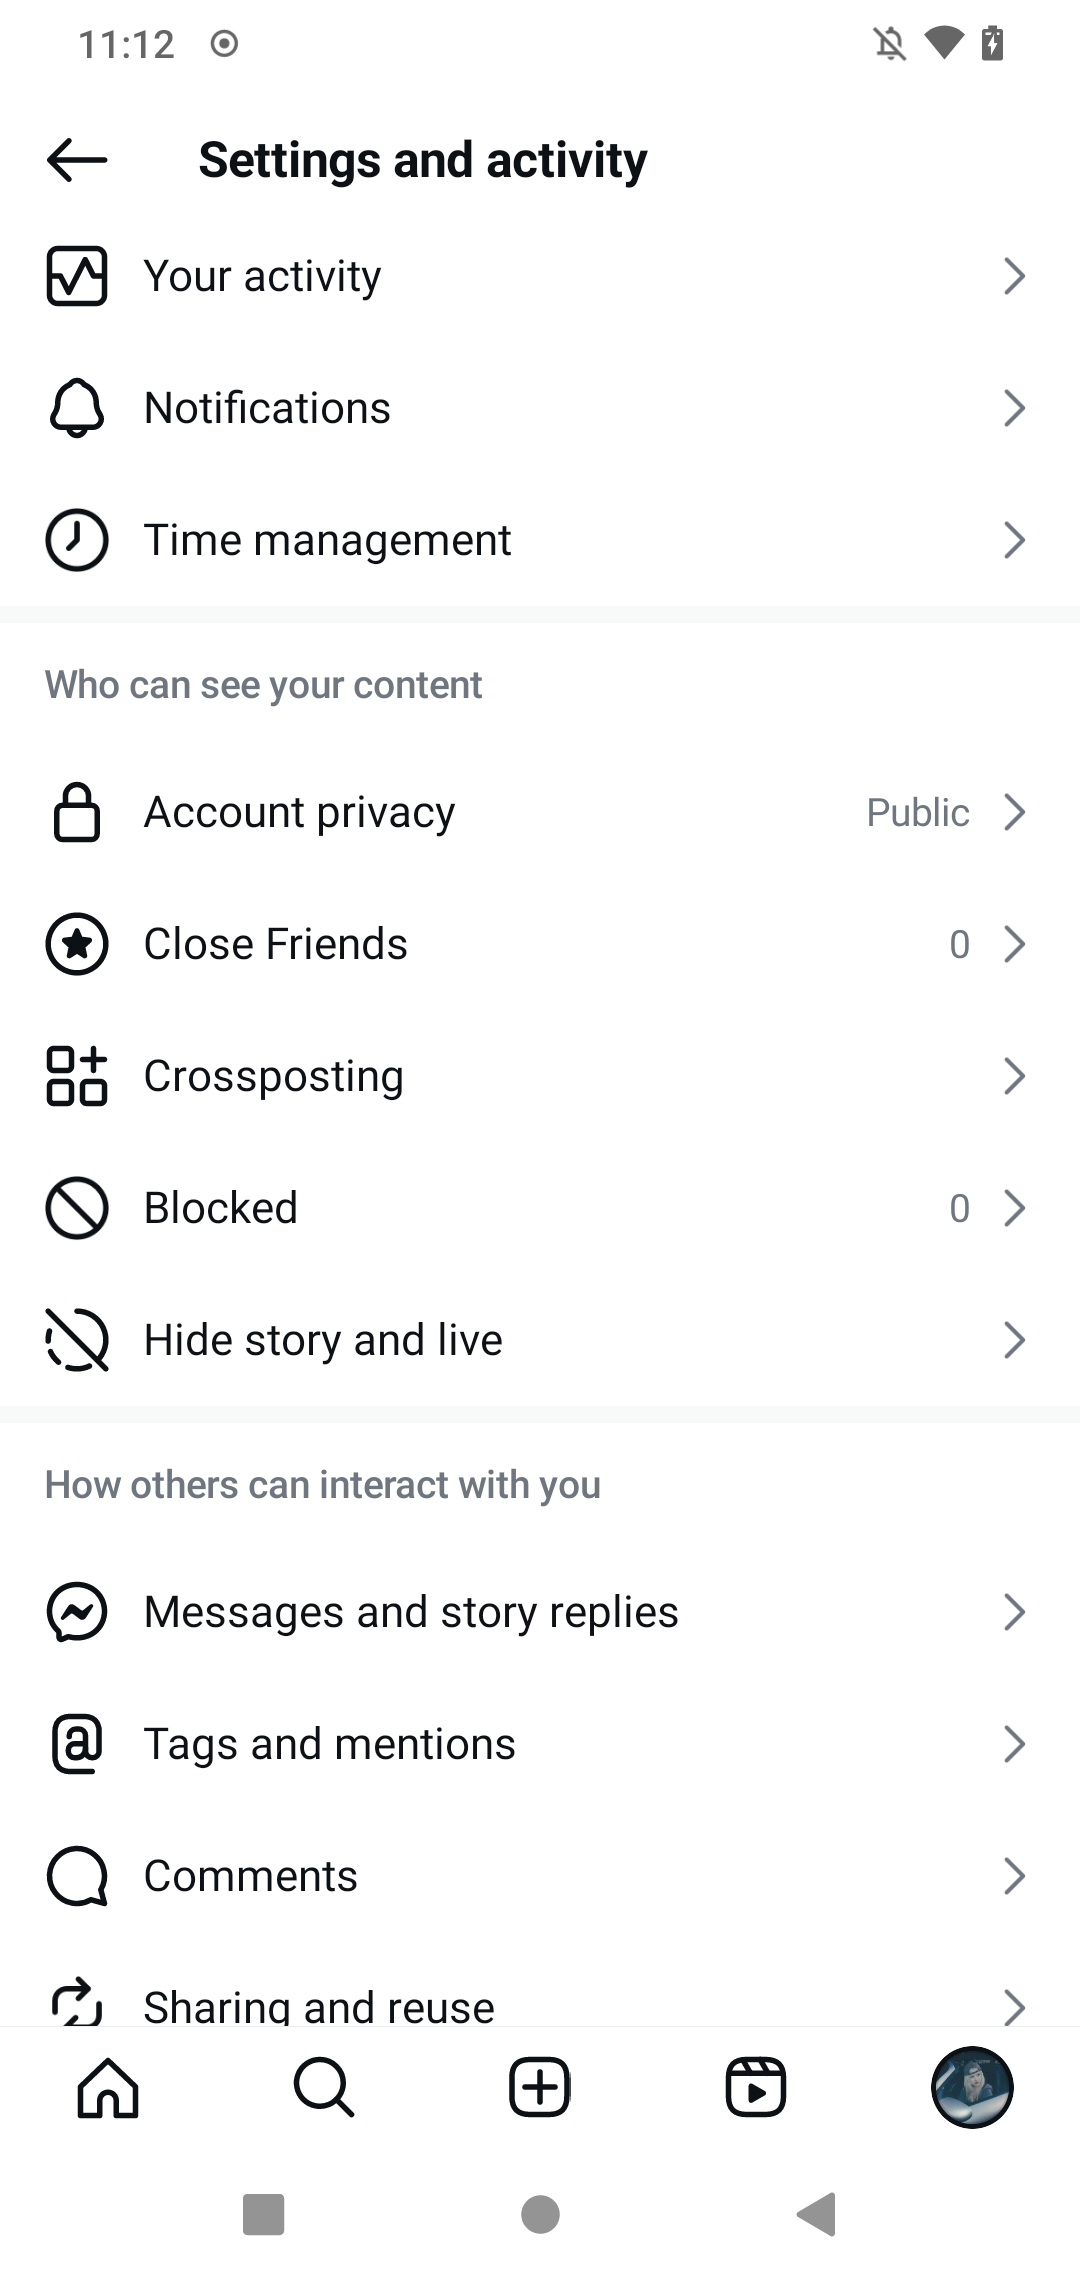 11:12
Settings and activity
Your activity
Notifications
Time management
Who can see your content
Account privacy Public
Close Friends 0
Crossposting
Blocked 0
Hide story and live
How others can interact with you
Messages and story replies
Tags and mentions
Comments
Sharing and reuse